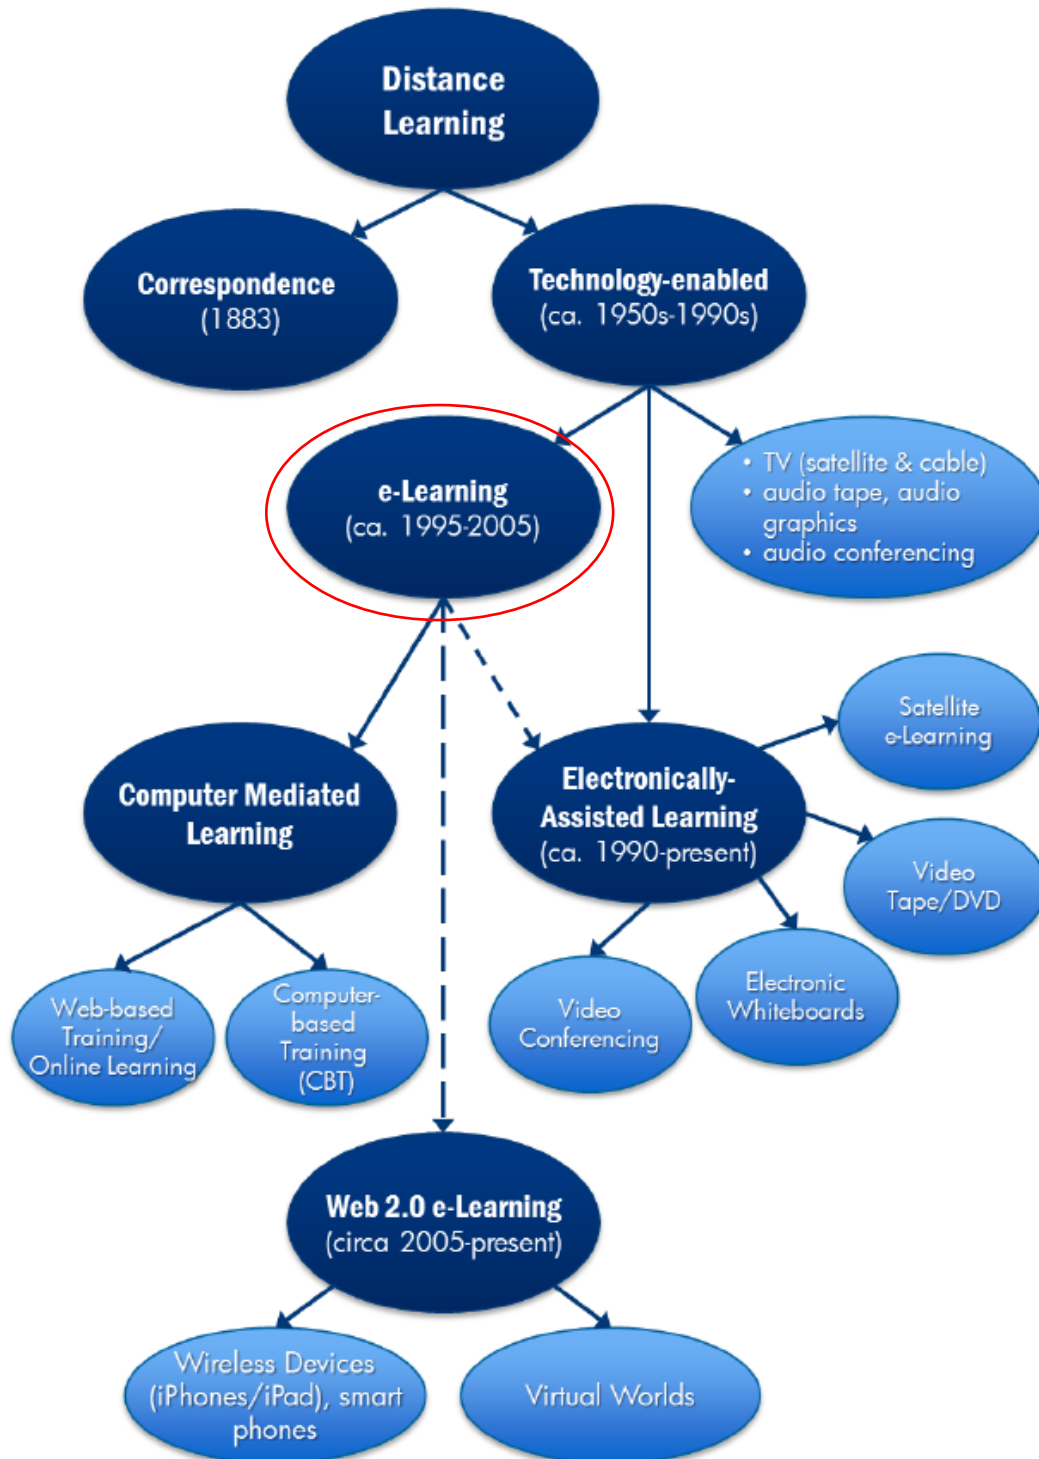 Distance
Learning
Correspondence
(1883)
Technology-enabled
(ca. 1950s-1990s)
e-Learning
(ca. 1995-2005)
• TV (satellite & cable)
• audio tape, audio
graphics
• audio conferencing
Satellite
e-Learning
Computer Mediated
Learning
Electronically-
Assisted Learning
(ca. 1990-present)
Video
Tape/DVD
Web-based
Training/
Online Learning
Computer-
based
Training
(CBT)
Video
Conferencing
Electronic
Whiteboards
Web 2.0 e-Learning
(circa 2005-present)
Wireless Devices
(iPhones/iPad), smart
phones
Virtual Worlds